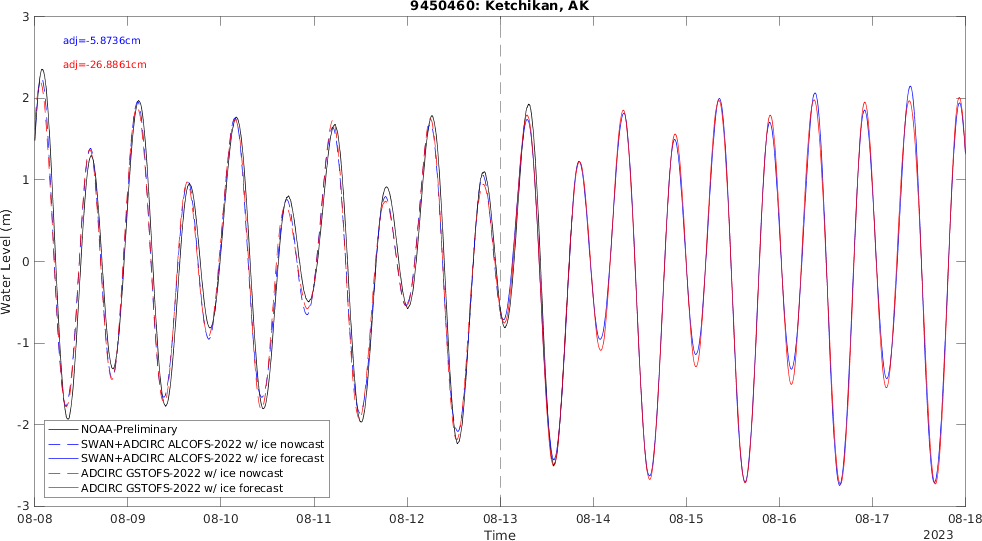 9450460: Ketchikan, AK
adj=-5.8736cm
adj=-26.8861cm
Water Level (m)
3
2
1
0
-1
-2
-3
NOAA-Preliminary
SWAN+ADCIRC ALCOFS-2022 w/ ice nowcast
SWAN+ADCIRC ALCOFS-2022 w/ ice forecast
ADCIRC GSTOFS-2022 w/ ice nowcast
ADCIRC GSTOFS-2022 w/ ice forecast
08-08 08-09 08-10 08-11 08-12 08-13 08-14 08-15 08-16 08-17 08-18
Time
2023